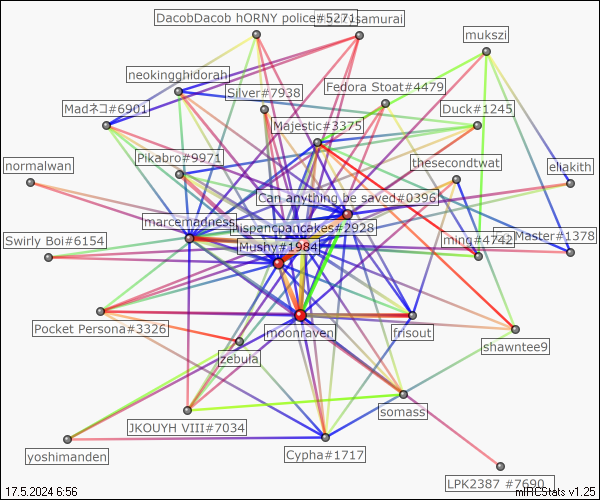 DacobDacob hORNY police#5271
samurai
mukszi
neokingghidorah
Silver#7938
Fedora Stoat#4479
Madネコ#6901
Duck#1245
Majestic#3375
Pikabro#9971
thesecondtwat
normalwan
eliakith
Can anything be saved#0396
marcemadness
hispencpancakes#2928
Swirly Boi#6154
Mushy#1984
mino#4742
Master#1378
Pocket Persona#3326
moonraven
frisout
shawntee9
zebula
somass
JKOUYH VIII#7034
yoshimanden
Cypha#1717
LPK2387 #7690
17.5.2024 6:56
mIRCStats v1.25